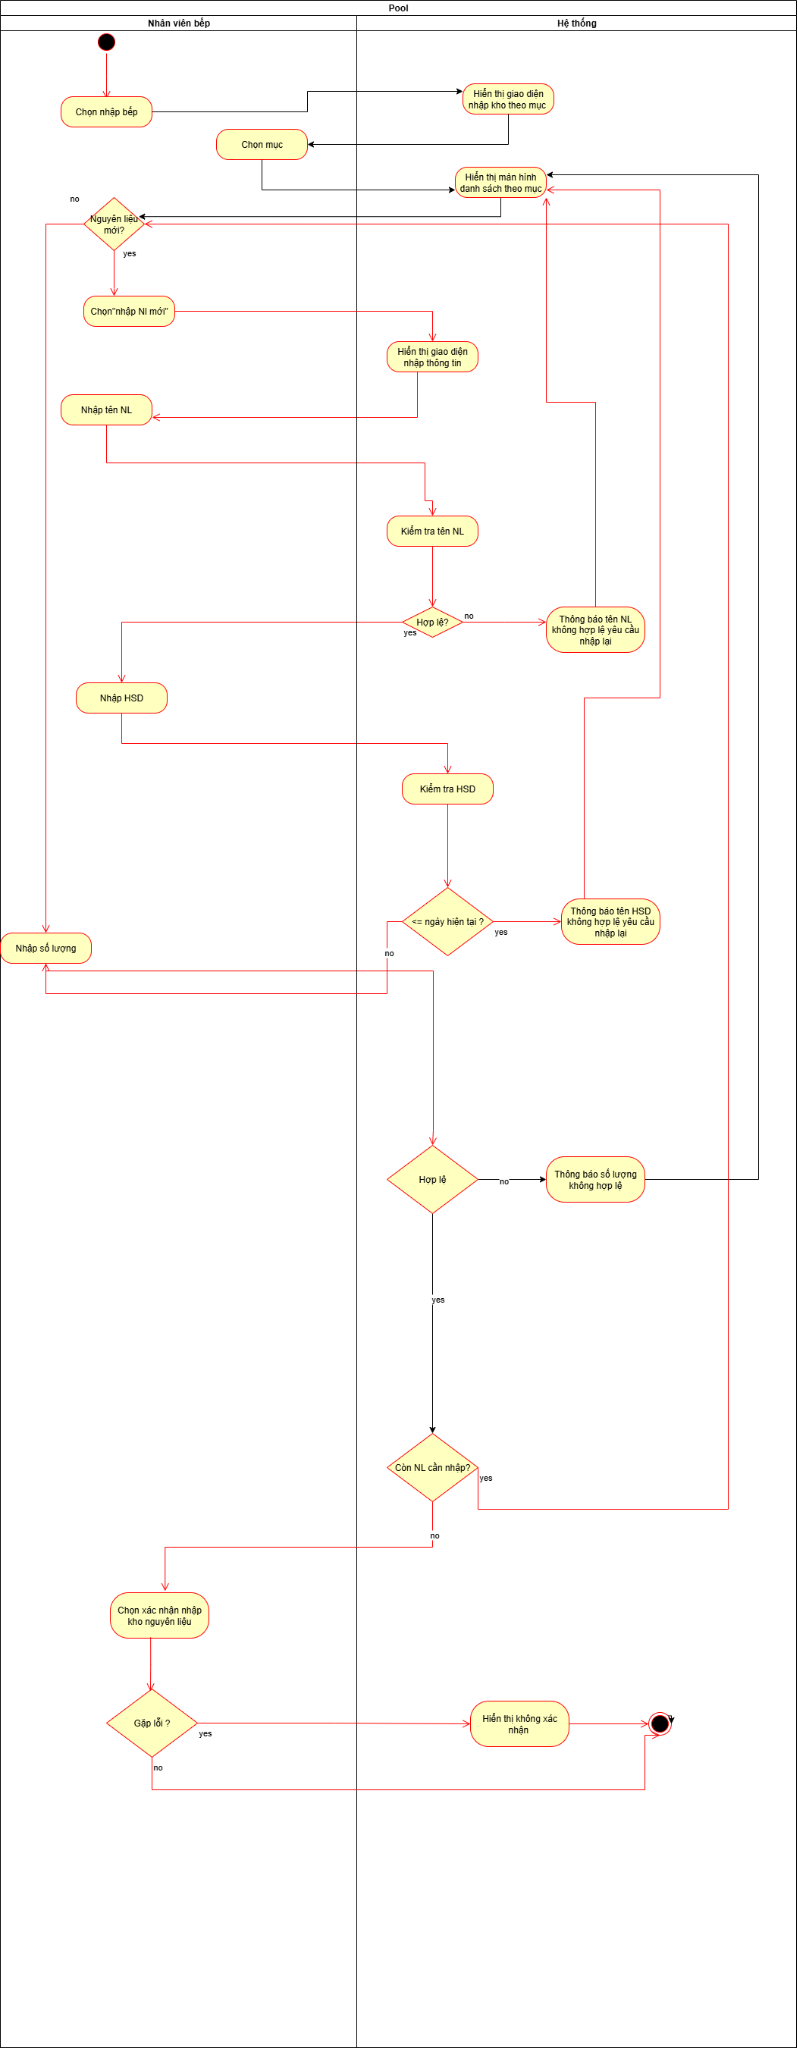 Pool
Nhân viên bếp
Hệ thống
Chọn nhập bếp
Hiển thị giao diện
nhập kho theo mục
Chọn mục
Hiển thị màn hình
danh sách theo mục
no
Nguyên liệu
mới?
yes
Chọn"nhập Nl mới"
Hiển thị giao diện
nhập thông tin
Nhập tên NL
Kiểm tra tên NL
Hợp lệ?
no
yes
Thông báo tên NL
không hợp lệ yêu cầu
nhập lại
Nhập HSD
Kiểm tra HSD
<= ngày hiện tại ?
yes
no
Thông báo tên HSD
không hợp lệ yêu cầu
nhập lại
Nhập số lượng
Hợp lệ
no
Thông báo số lượng
không hợp lệ
yes
Còn NL cần nhập?
yes
no
Chọn xác nhận nhập
kho nguyên liệu
Gặp lỗi ?
yes
Hiển thị không xác
nhận
no